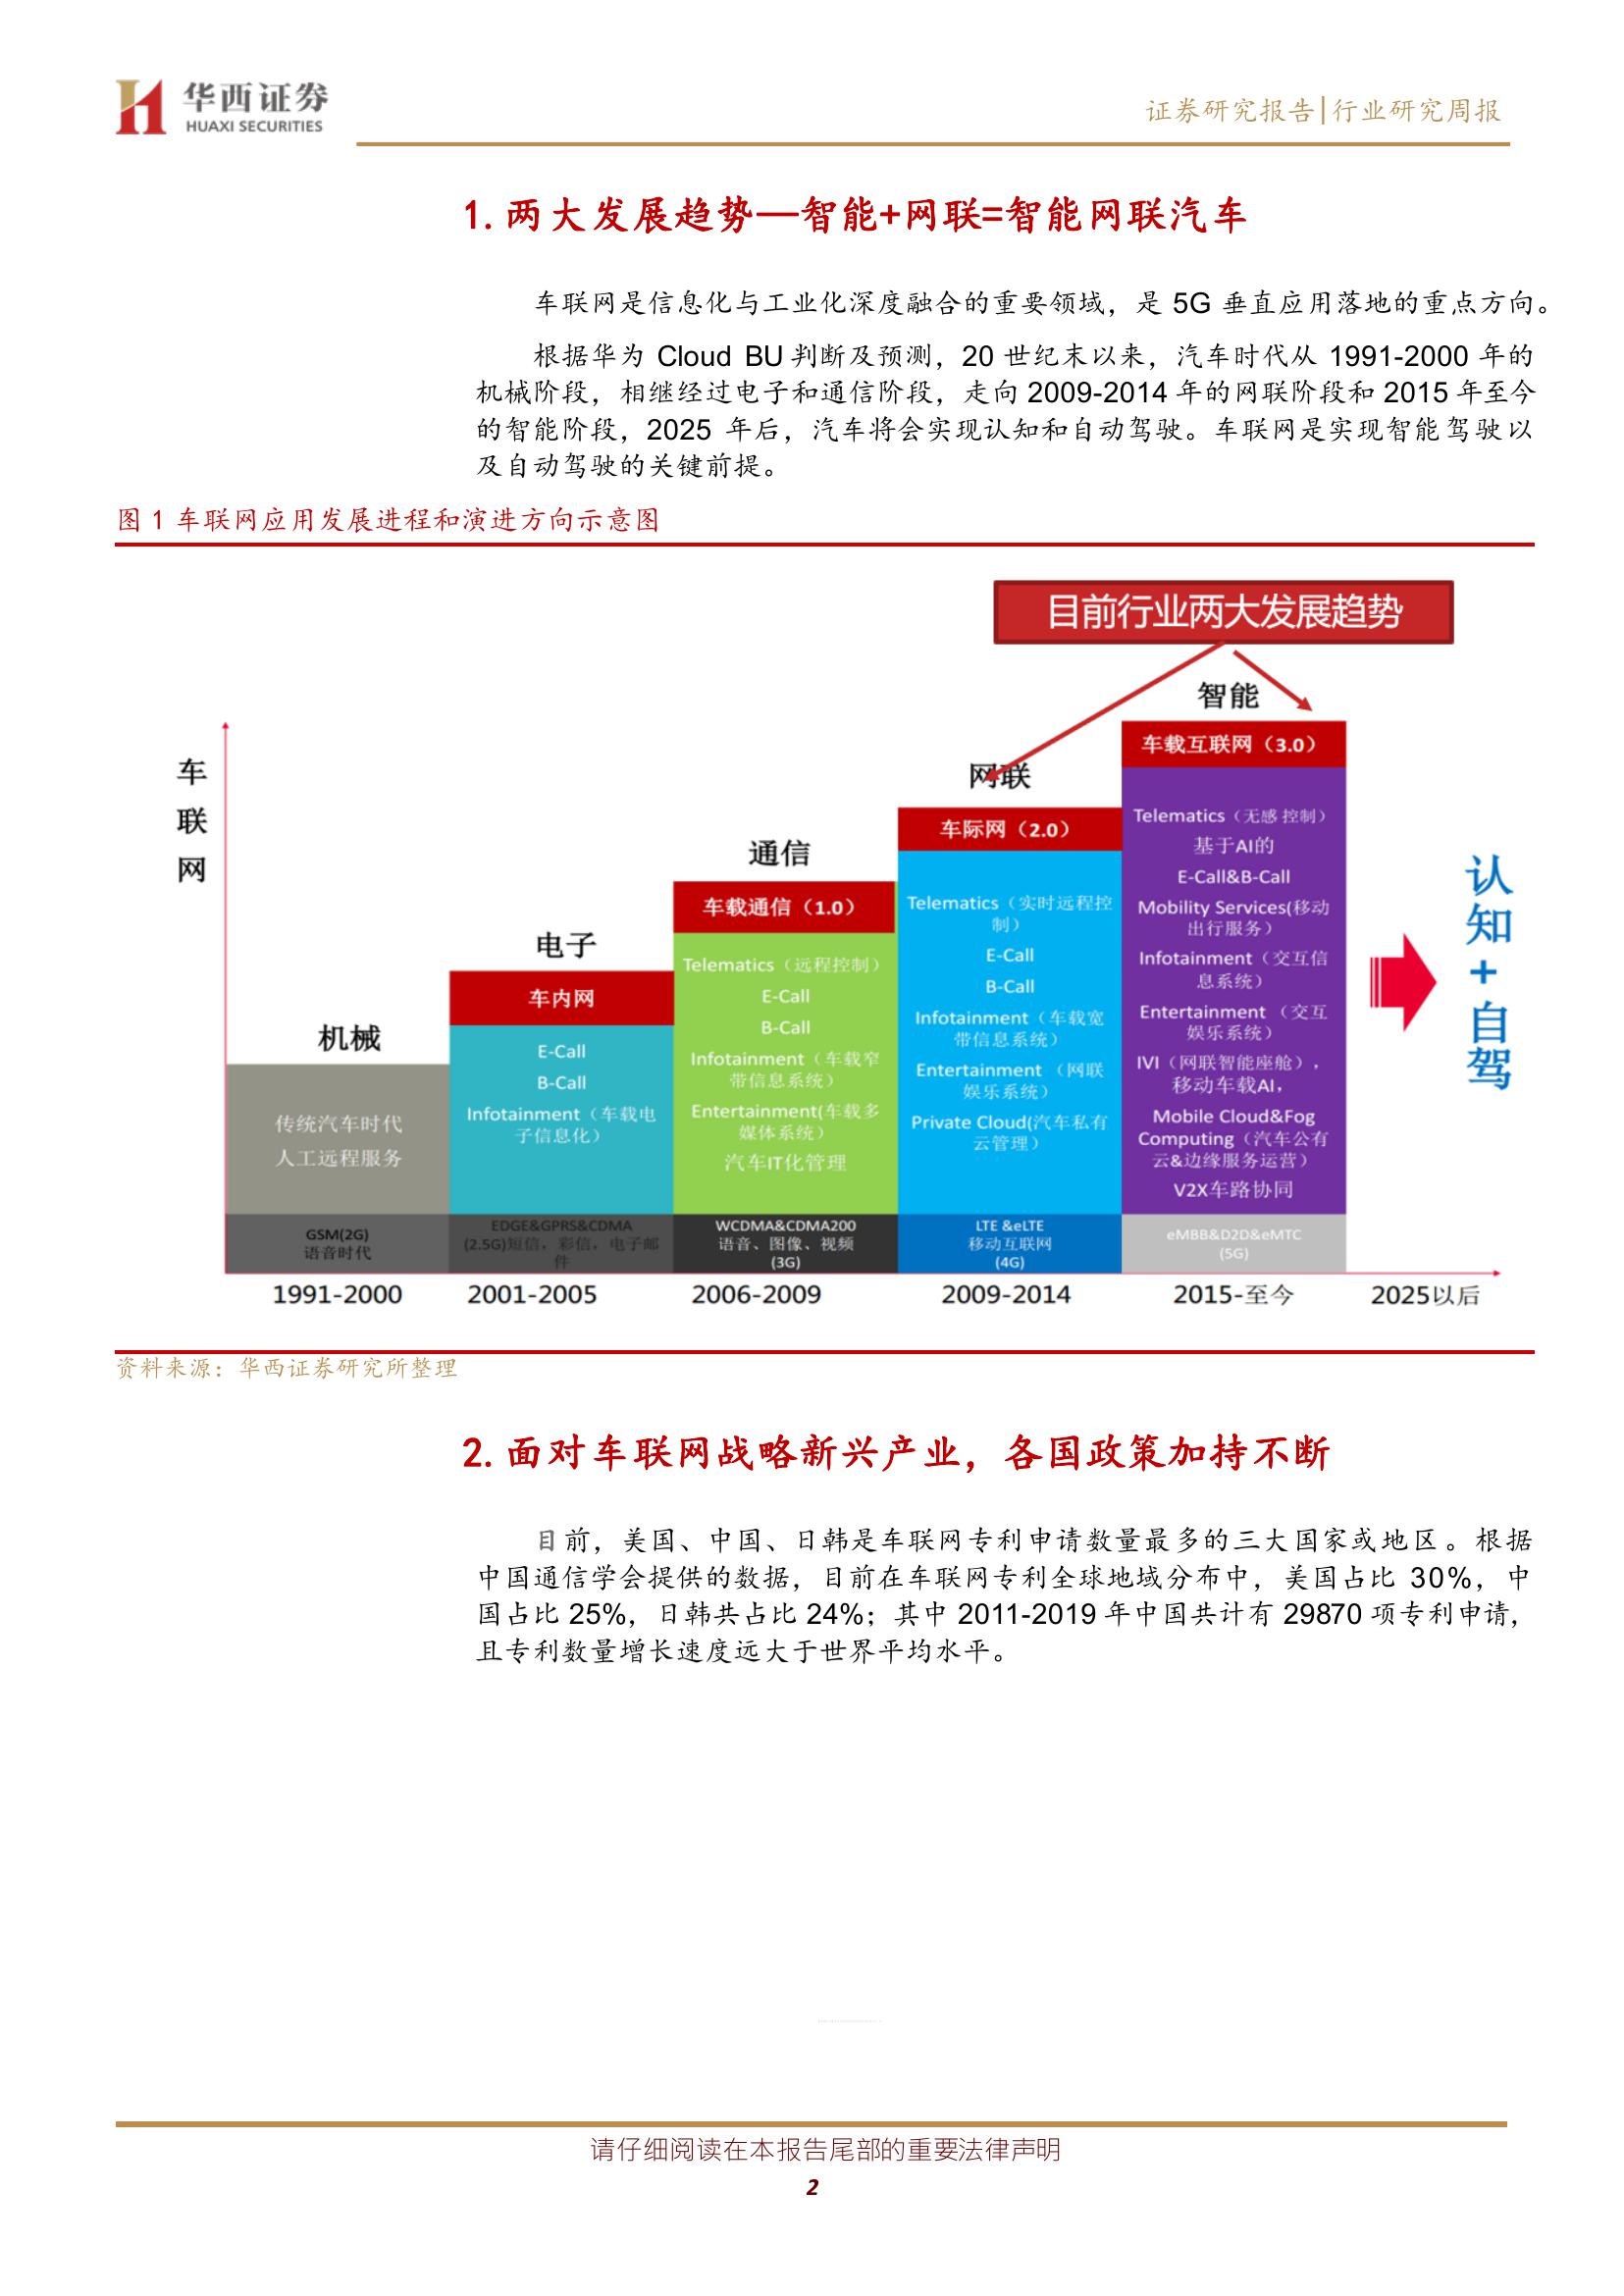 华西证券
HUAXI SECURITIES
证券研究报告|行业研究周报
1. 两大发展趋势—智能+网联=智能网联汽车
车联网是信息化与工业化深度融合的重要领域，是 5G 垂直应用落地的重点方向。
根据华为 Cloud BU 判断及预测，20 世纪末以来，汽车时代从 1991-2000 年的
机械阶段，相继经过电子和通信阶段，走向 2009-2014 年的网联阶段和 2015 年至今
的智能阶段，2025 年后，汽车将会实现认知和自动驾驶。车联网是实现智能驾驶以
及自动驾驶的关键前提。
图 1 车联网应用发展进程和演进方向示意图
目前行业两大发展趋势
车
联
网
机械
传统汽车时代
人工远程服务
GSM(2G)
语音时代
1991-2000
电子
车内网
E-Call
B-Call
Infotainment（车载电
子信息化）
EDGE&GPRS&CDMA
(2.5G)短信，彩信，电子邮
件
2001-2005
通信
车载通信（1.0）
Telematics（远程控制）
E-Call
B-Call
Infotainment（车载窄
带信息系统）
Entertainment(车载多
媒体系统）
汽车IT化管理
WCDMA&CDMA200
语音、图像、视频
(3G)
2006-2009
网联
车际网（2.0）
Telematics（实时远程控
制）
E-Call
B-Call
Infotainment（车载宽
带信息系统）
Entertainment （网联
娱乐系统）
Private Cloud(汽车私有
云管理）
LTE &eLTE
移动互联网
(4G)
2009-2014
智能
车载互联网（3.0）
Telematics（无感 控制）
基于AI的
E-Call&B-Call
Mobility Services(移动
出行服务）
Infotainment（交互信
息系统）
Entertainment （交互
娱乐系统）
IVI（网联智能座舱），
移动车载AI，
Mobile Cloud&Fog
Computing（汽车公有
云&边缘服务运营）
V2X车路协同
eMBB&D2D&eMTC
(5G)
2015-至今
认
知
+
自
驾
2025以后
资料来源：华西证券研究所整理
2. 面对车联网战略新兴产业，各国政策加持不断
目前，美国、中国、日韩是车联网专利申请数量最多的三大国家或地区。根据
中国通信学会提供的数据，目前在车联网专利全球地域分布中，美国占比 30%，中
国占比 25%，日韩共占比 24%；其中 2011-2019 年中国共计有 29870 项专利申请，
且专利数量增长速度远大于世界平均水平。
请仔细阅读在本报告尾部的重要法律声明
2